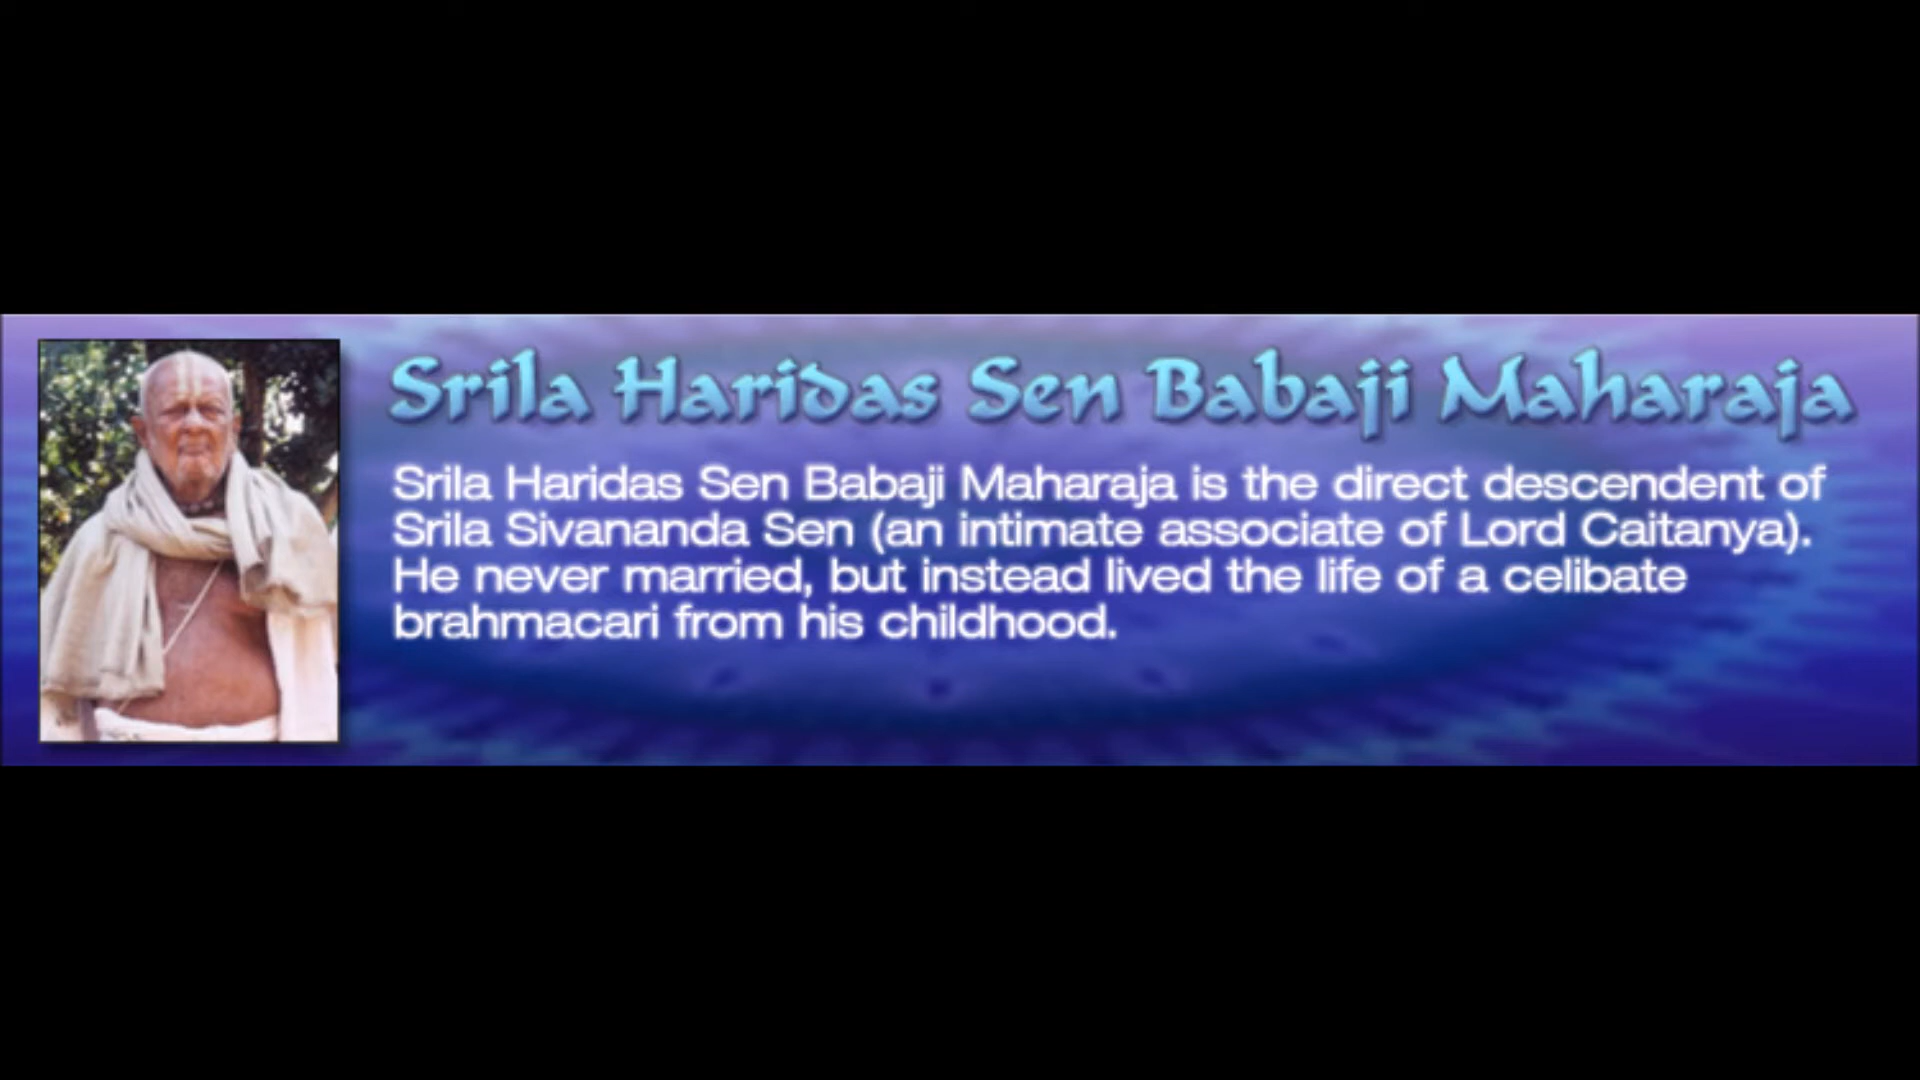 Srila Haridas Sen Babaji Maharaja
Srila Haridas Sen Babaji Maharaja is the direct descendent of
Srila Sivananda Sen (an intimate associate of Lord Caitanya).
He never married, but instead lived the life of a celibate
brahmacari from his childhood.